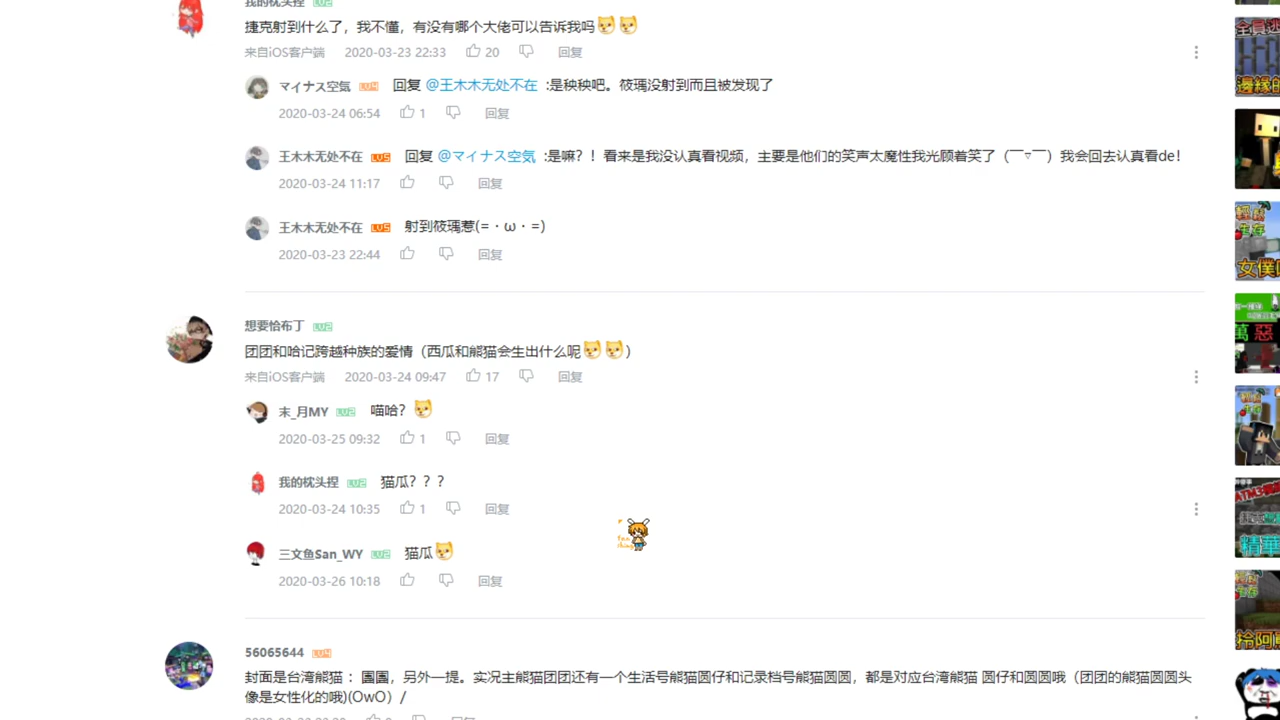 我的枕头捏 LV2
捷克射到什么了，我不懂，有没有哪个大佬可以告诉我吗
来自iOS客户端 2020-03-23 22:33 20 回复
マイナス空気 LV4 回复 @王木木无处不在 :是秧秧吧。筱瑀没射到而且被发现了
2020-03-24 06:54 1 回复
王木木无处不在 LV5 回复 @マイナス空気 :是嘛？！看来是我没认真看视频，主要是他们的笑声太魔性我光顾着笑了（￣▽￣）我会回去认真看de！
2020-03-24 11:17 回复
王木木无处不在 LV5 射到筱瑀惹(=・ω・=)
2020-03-23 22:44 回复
想要恰布丁 LV2
团团和哈记跨越种族的爱情（西瓜和熊猫会生出什么呢）
来自iOS客户端 2020-03-24 09:47 17 回复
末_月MY LV2 喵哈？
2020-03-25 09:32 1 回复
我的枕头捏 LV2 猫瓜？？？
2020-03-24 10:35 1 回复
三文鱼San_WY LV2 猫瓜
2020-03-26 10:18 回复
56065644 LV4
封面是台湾熊猫 ：團團，另外一提。实况主熊猫团团还有一个生活号熊猫圆仔和记录档号熊猫圆圆，都是对应台湾熊猫 圆仔和圆圆哦（团团的熊猫圆圆头
像是女性化的哦)(OwO）/
邊緣的
輕鬆
生存
女僕
萬 惡
ATM3
精華